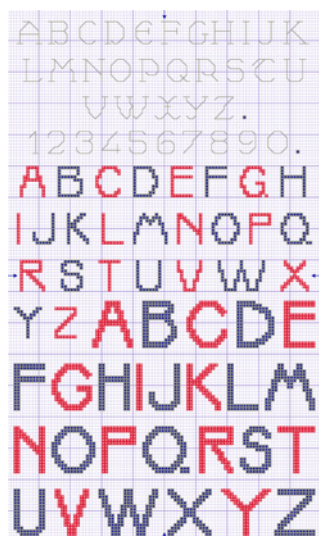 ABCDEFGHIJK
LMNOPQRSTU
VWXYZ.
1234567890.
ABCDEFGH
IJKLMNOPQ
RSTUVWX
YZABCDE
FGHIJKLM
NOPQRST
UVWXYZ